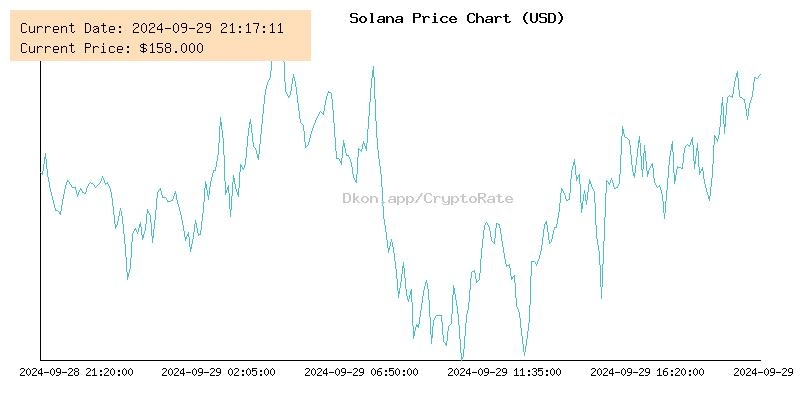 Solana Price Chart (USD)
Current Date: 2024-09-29 21:17:11
Current Price: $158.000
Dkon.app/CryptoRate
2024-09-28 21:20:00 2024-09-29 02:05:00 2024-09-29 06:50:00 2024-09-29 11:35:00 2024-09-29 16:20:00 2024-09-29